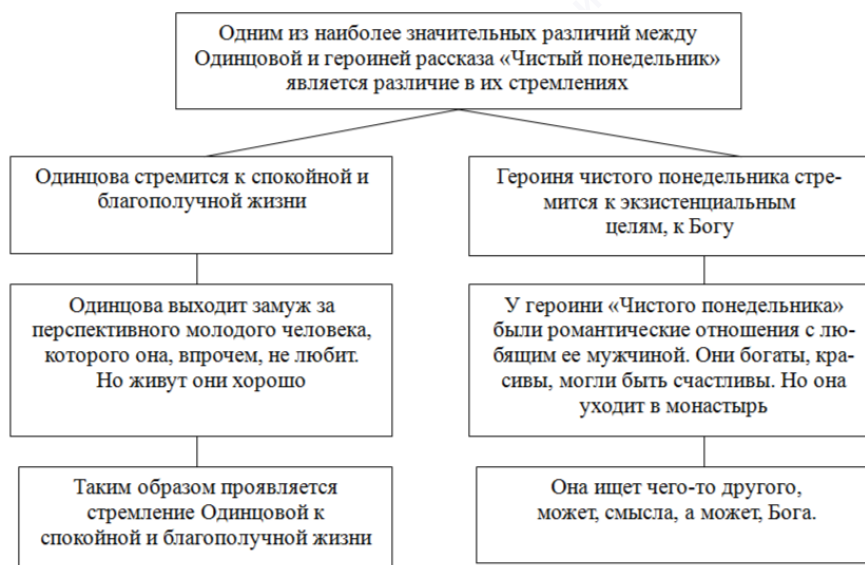 Одним из наиболее значительных различий между
Одинцовой и героиней рассказа «Чистый понедельник»
является различие в их стремлениях
Одинцова стремится к спокойной и
благополучной жизни
Героиня чистого понедельника стре-
мится к экзистенциальным
целям, к Богу
Одинцова выходит замуж за
перспективного молодого человека,
которого она, впрочем, не любит.
Но живут они хорошо
У героини «Чистого понедельника»
были романтические отношения с лю-
бящим ее мужчиной. Они богаты, кра-
сивы, могли быть счастливы. Но она
уходит в монастырь
Таким образом проявляется
стремление Одинцовой к
спокойной и благополучной жизни
Она ищет чего-то другого,
может, смысла, а может, Бога.